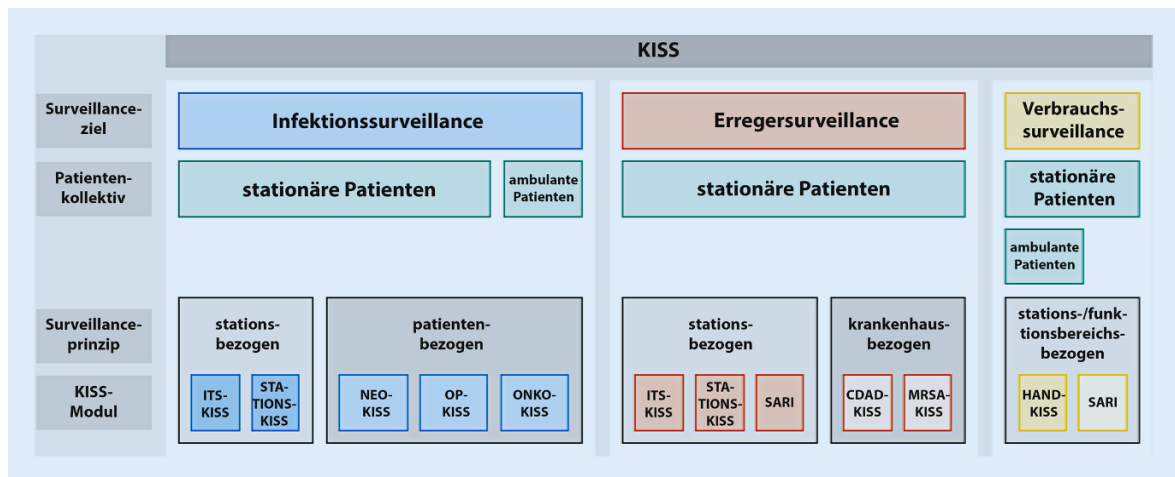 KISS
Surveillance-
ziel
Infektionssurveillance
Erregersurveillance
Verbrauchs-
surveillance
Patienten-
kollektiv
stationäre Patienten
ambulante
Patienten
stationäre Patienten
stationäre
Patienten
ambulante
Patienten
Surveillance-
prinzip
stations-
bezogen
patienten-
bezogen
stations-
bezogen
krankenhaus-
bezogen
stations-/funk-
tionsbereichs-
bezogen
KISS-
Modul
ITS-
KISS
STA-
TIONS-
KISS
NEO-
KISS
OP-
KISS
ONKO-
KISS
ITS-
KISS
STA-
TIONS-
KISS
SARI
CDAD-
KISS
MRSA-
KISS
HAND-
KISS
SARI